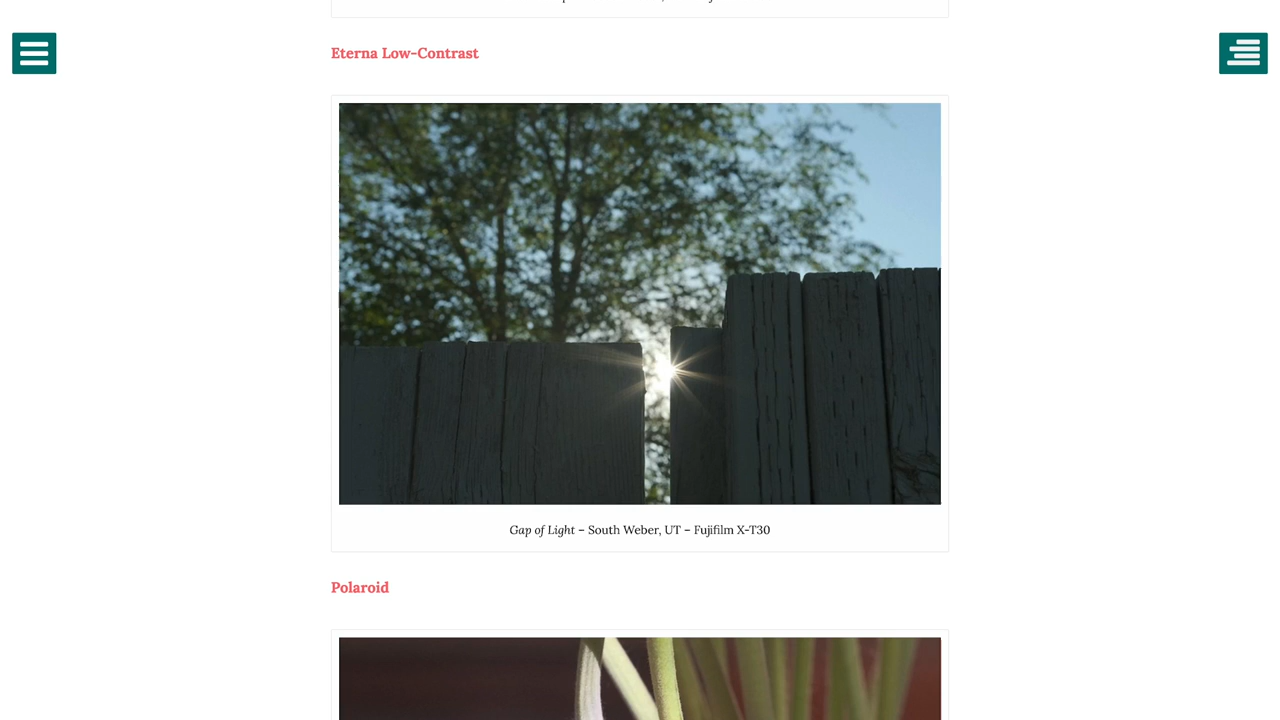 Eterna Low-Contrast
Gap of Light – South Weber, UT – Fujifilm X-T30
Polaroid